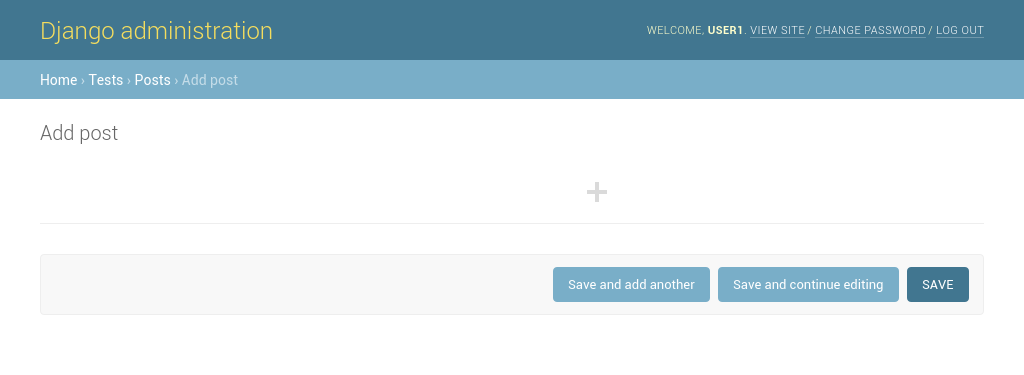 Django administration
WELCOME, USER1. VIEW SITE / CHANGE PASSWORD / LOG OUT
Home › Tests › Posts › Add post
Add post
Save and add another
Save and continue editing
SAVE